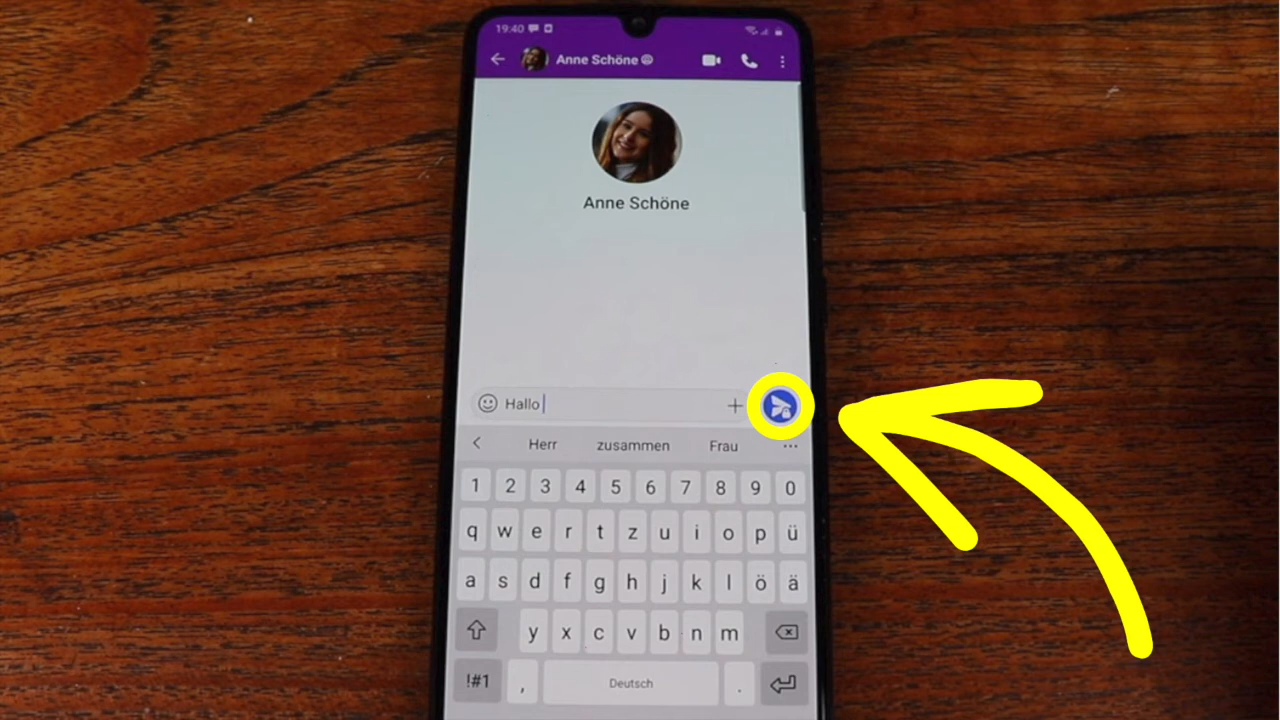 19:40
Anne Schöne
Anne Schöne
Hallo
Herr zusammen Frau
1 2 3 4 5 6 7 8 9 0
q w e r t z u i o p ü
a s d f g h j k l ö ä
y x c v b n m
!#1 , Deutsch .